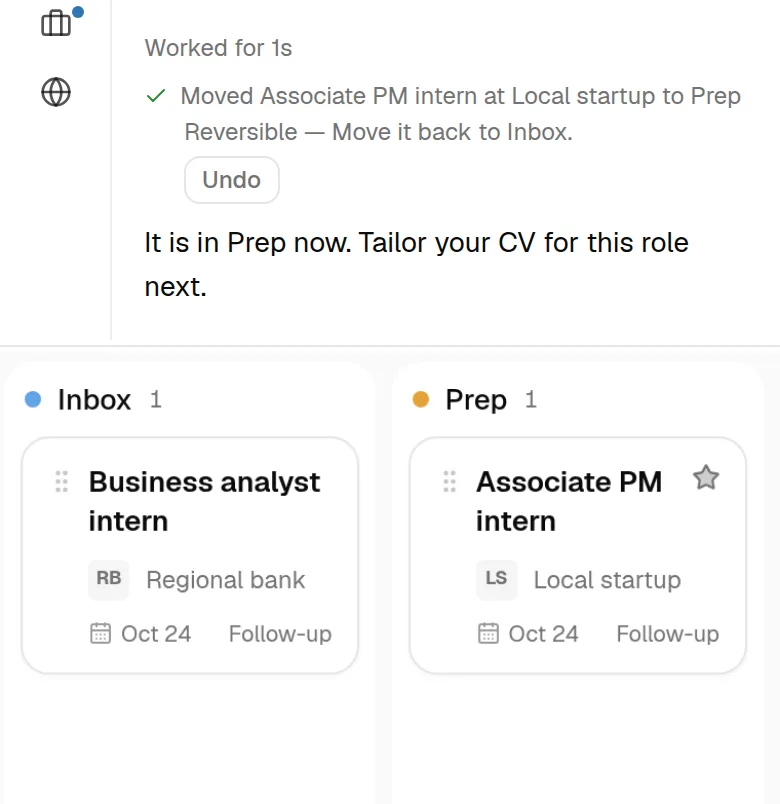 Worked for 1s
Moved Associate PM intern at Local startup to Prep
Reversible — Move it back to Inbox.
Undo
It is in Prep now. Tailor your CV for this role
next.
Inbox 1
Business analyst
intern
RB Regional bank
Oct 24 Follow-up
Prep 1
Associate PM
intern
LS Local startup
Oct 24 Follow-up